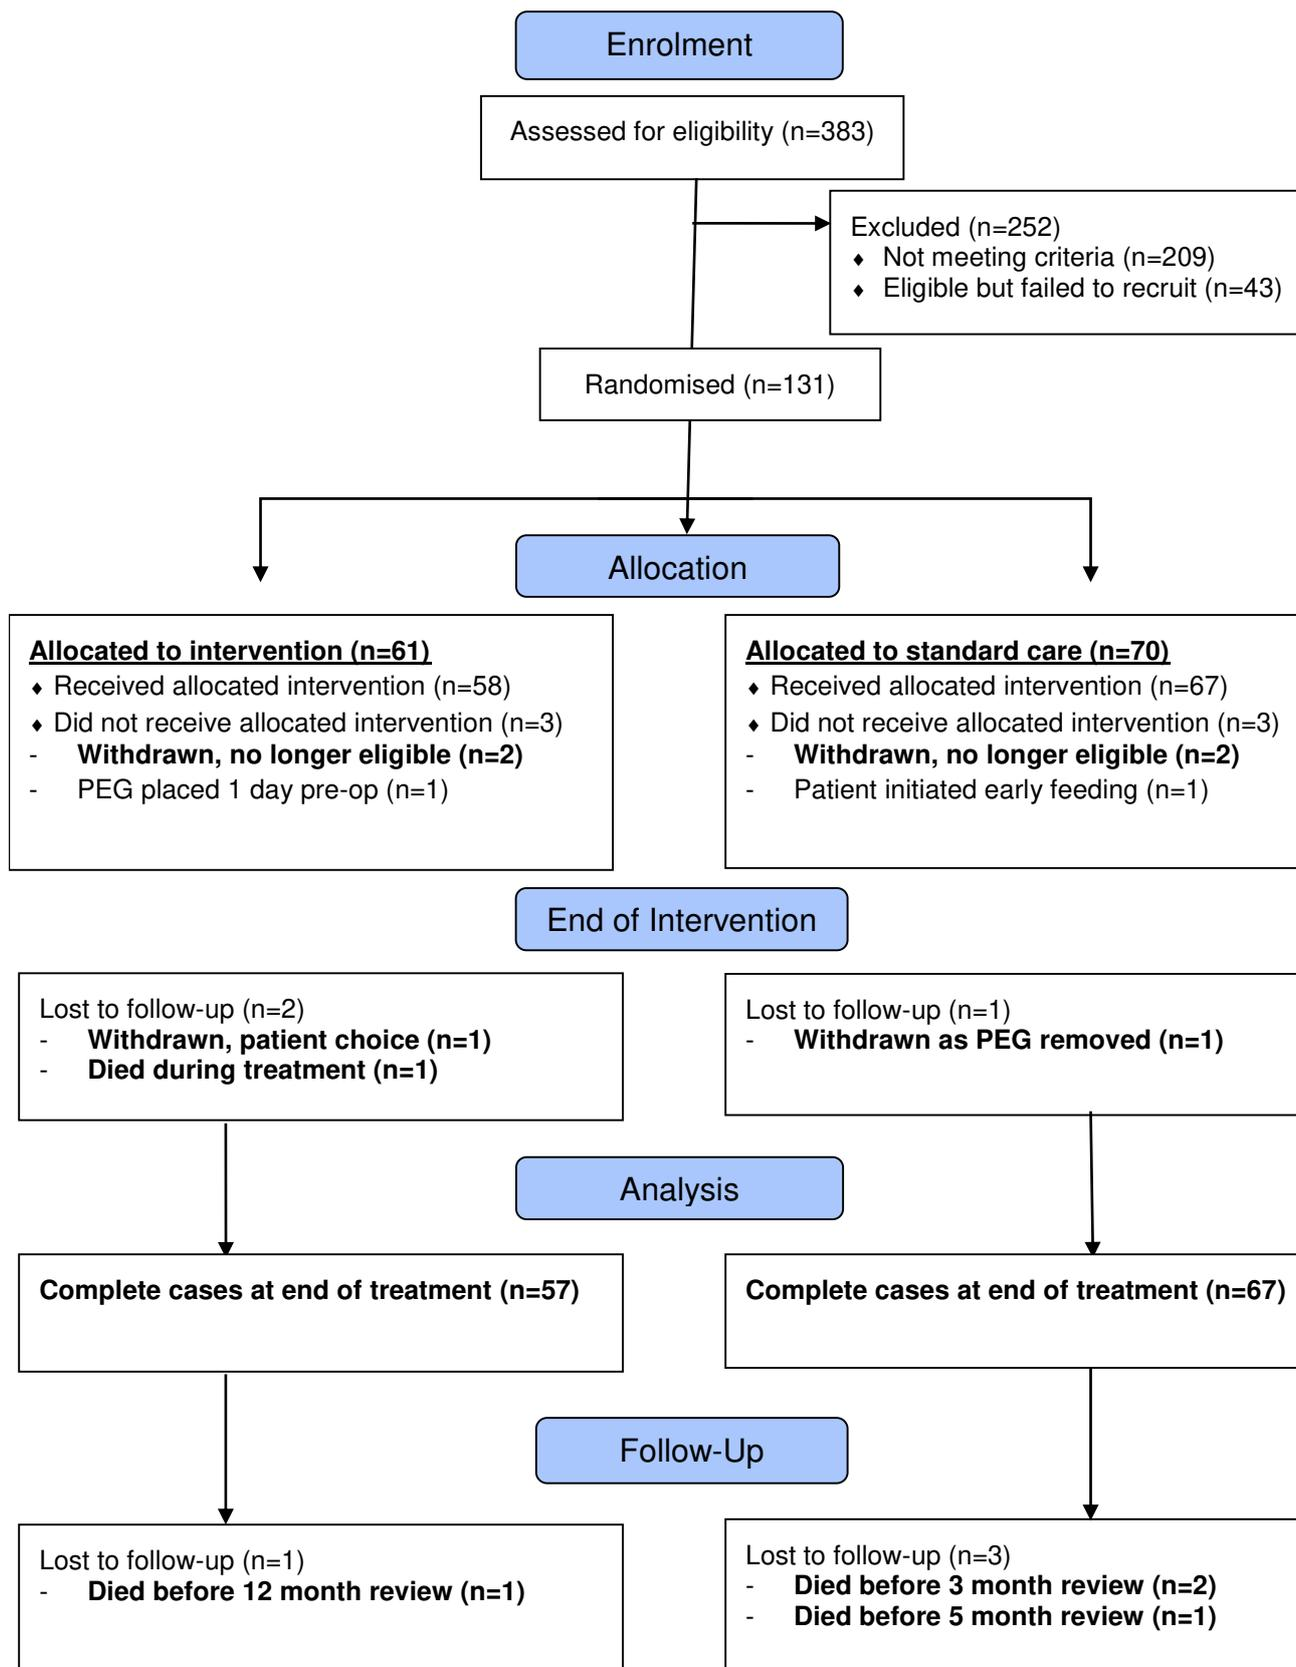 Enrolment
Assessed for eligibility (n=383)
Excluded (n=252)
♦ Not meeting criteria (n=209)
♦ Eligible but failed to recruit (n=43)
Randomised (n=131)
Allocation
Allocated to intervention (n=61)
♦ Received allocated intervention (n=58)
♦ Did not receive allocated intervention (n=3)
- Withdrawn, no longer eligible (n=2)
- PEG placed 1 day pre-op (n=1)
Allocated to standard care (n=70)
♦ Received allocated intervention (n=67)
♦ Did not receive allocated intervention (n=3)
- Withdrawn, no longer eligible (n=2)
- Patient initiated early feeding (n=1)
End of Intervention
Lost to follow-up (n=2)
- Withdrawn, patient choice (n=1)
- Died during treatment (n=1)
Lost to follow-up (n=1)
- Withdrawn as PEG removed (n=1)
Analysis
Complete cases at end of treatment (n=57)
Complete cases at end of treatment (n=67)
Follow-Up
Lost to follow-up (n=1)
- Died before 12 month review (n=1)
Lost to follow-up (n=3)
- Died before 3 month review (n=2)
- Died before 5 month review (n=1)